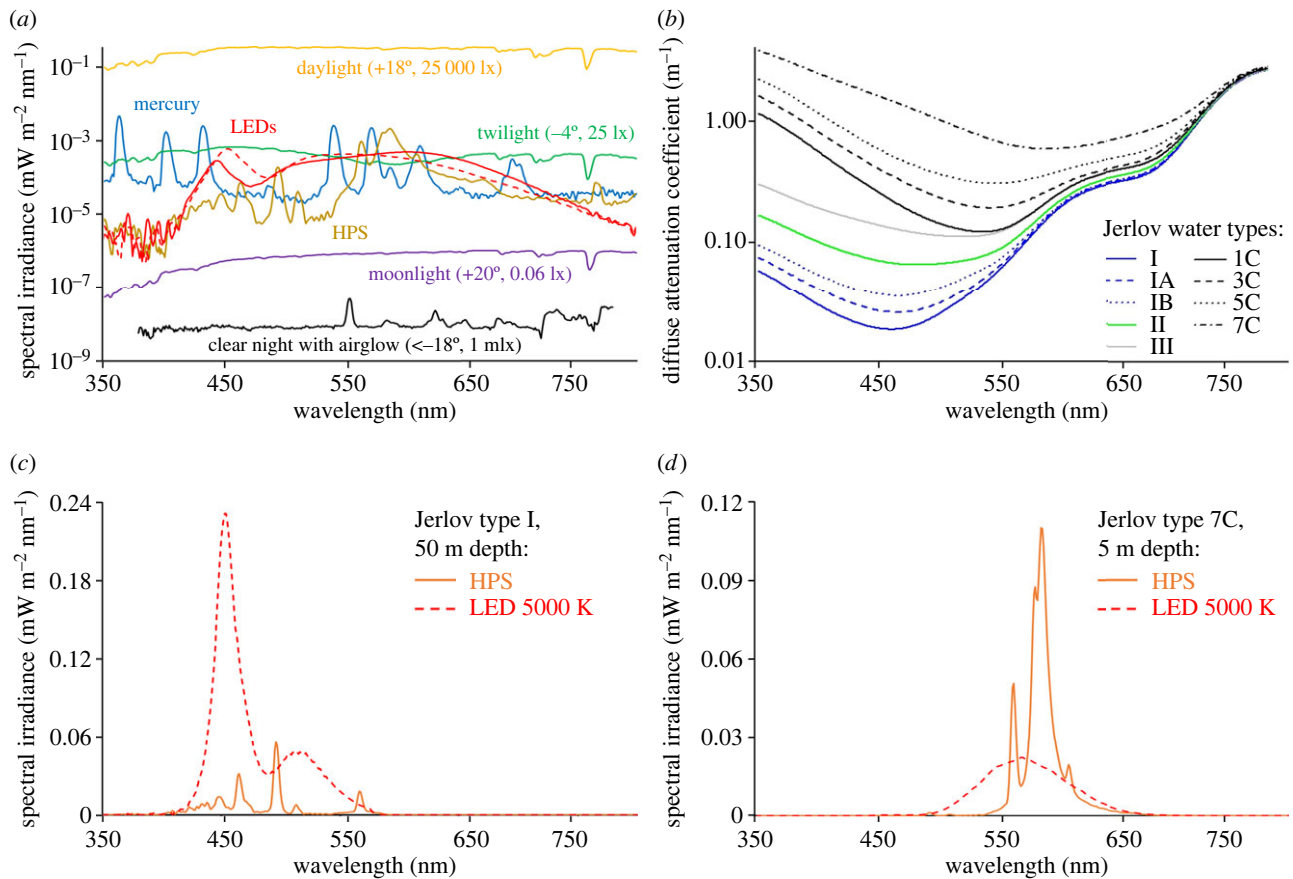 (a)
spectral irradiance (mW m⁻² nm⁻¹)
10⁻¹
10⁻³
10⁻⁵
10⁻⁷
10⁻⁹
daylight (+18º, 25 000 lx)
mercury
LEDs
twilight (–4º, 25 lx)
HPS
moonlight (+20º, 0.06 lx)
clear night with airglow (<–18º, 1 mlx)
350 450 550 650 750
wavelength (nm)
(b)
diffuse attenuation coefficient (m⁻¹)
1.00
0.10
0.01
Jerlov water types:
I 1C
IA 3C
IB 5C
II 7C
III
350 450 550 650 750
wavelength (nm)
(c)
spectral irradiance (mW m⁻² nm⁻¹)
0.24
0.18
0.12
0.06
0
Jerlov type I,
50 m depth:
HPS
LED 5000 K
350 450 550 650 750
wavelength (nm)
(d)
spectral irradiance (mW m⁻² nm⁻¹)
0.12
0.09
0.06
0.03
0
Jerlov type 7C,
5 m depth:
HPS
LED 5000 K
350 450 550 650 750
wavelength (nm)